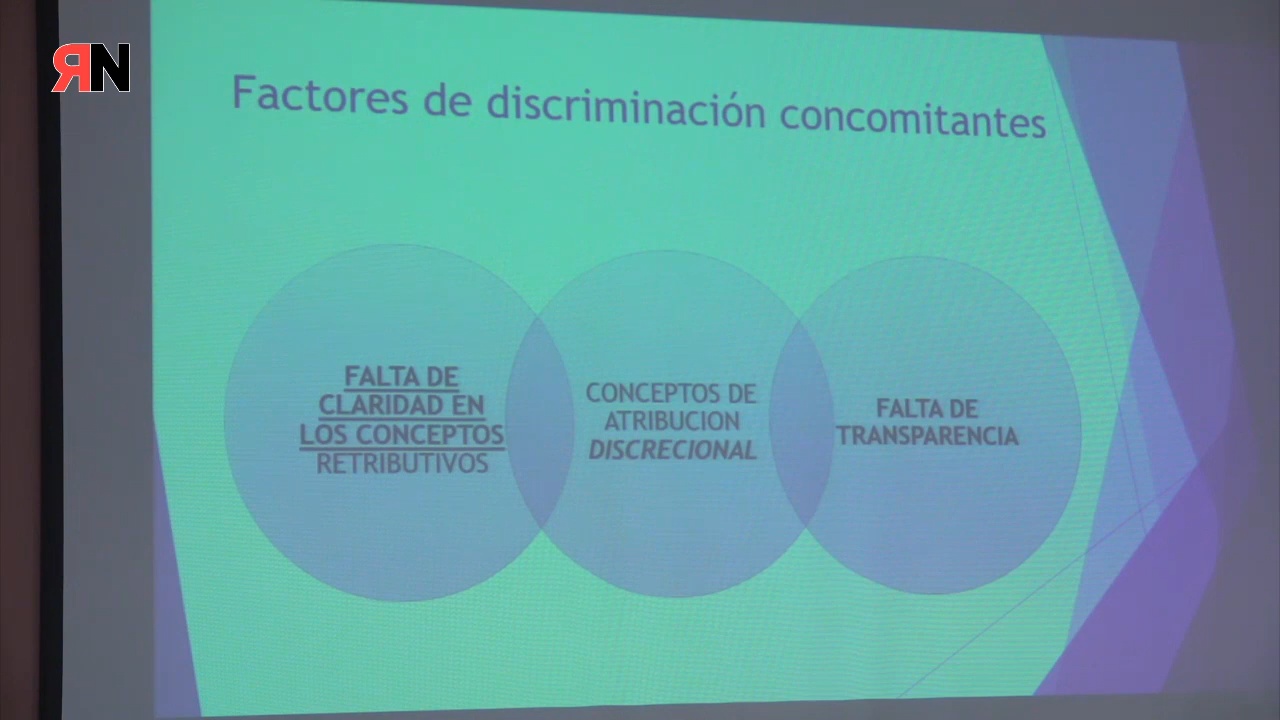 RN
Factores de discriminación concomitantes
FALTA DE
CLARIDAD EN
LOS CONCEPTOS
RETRIBUTIVOS
CONCEPTOS DE
ATRIBUCION
DISCRECIONAL
FALTA DE
TRANSPARENCIA